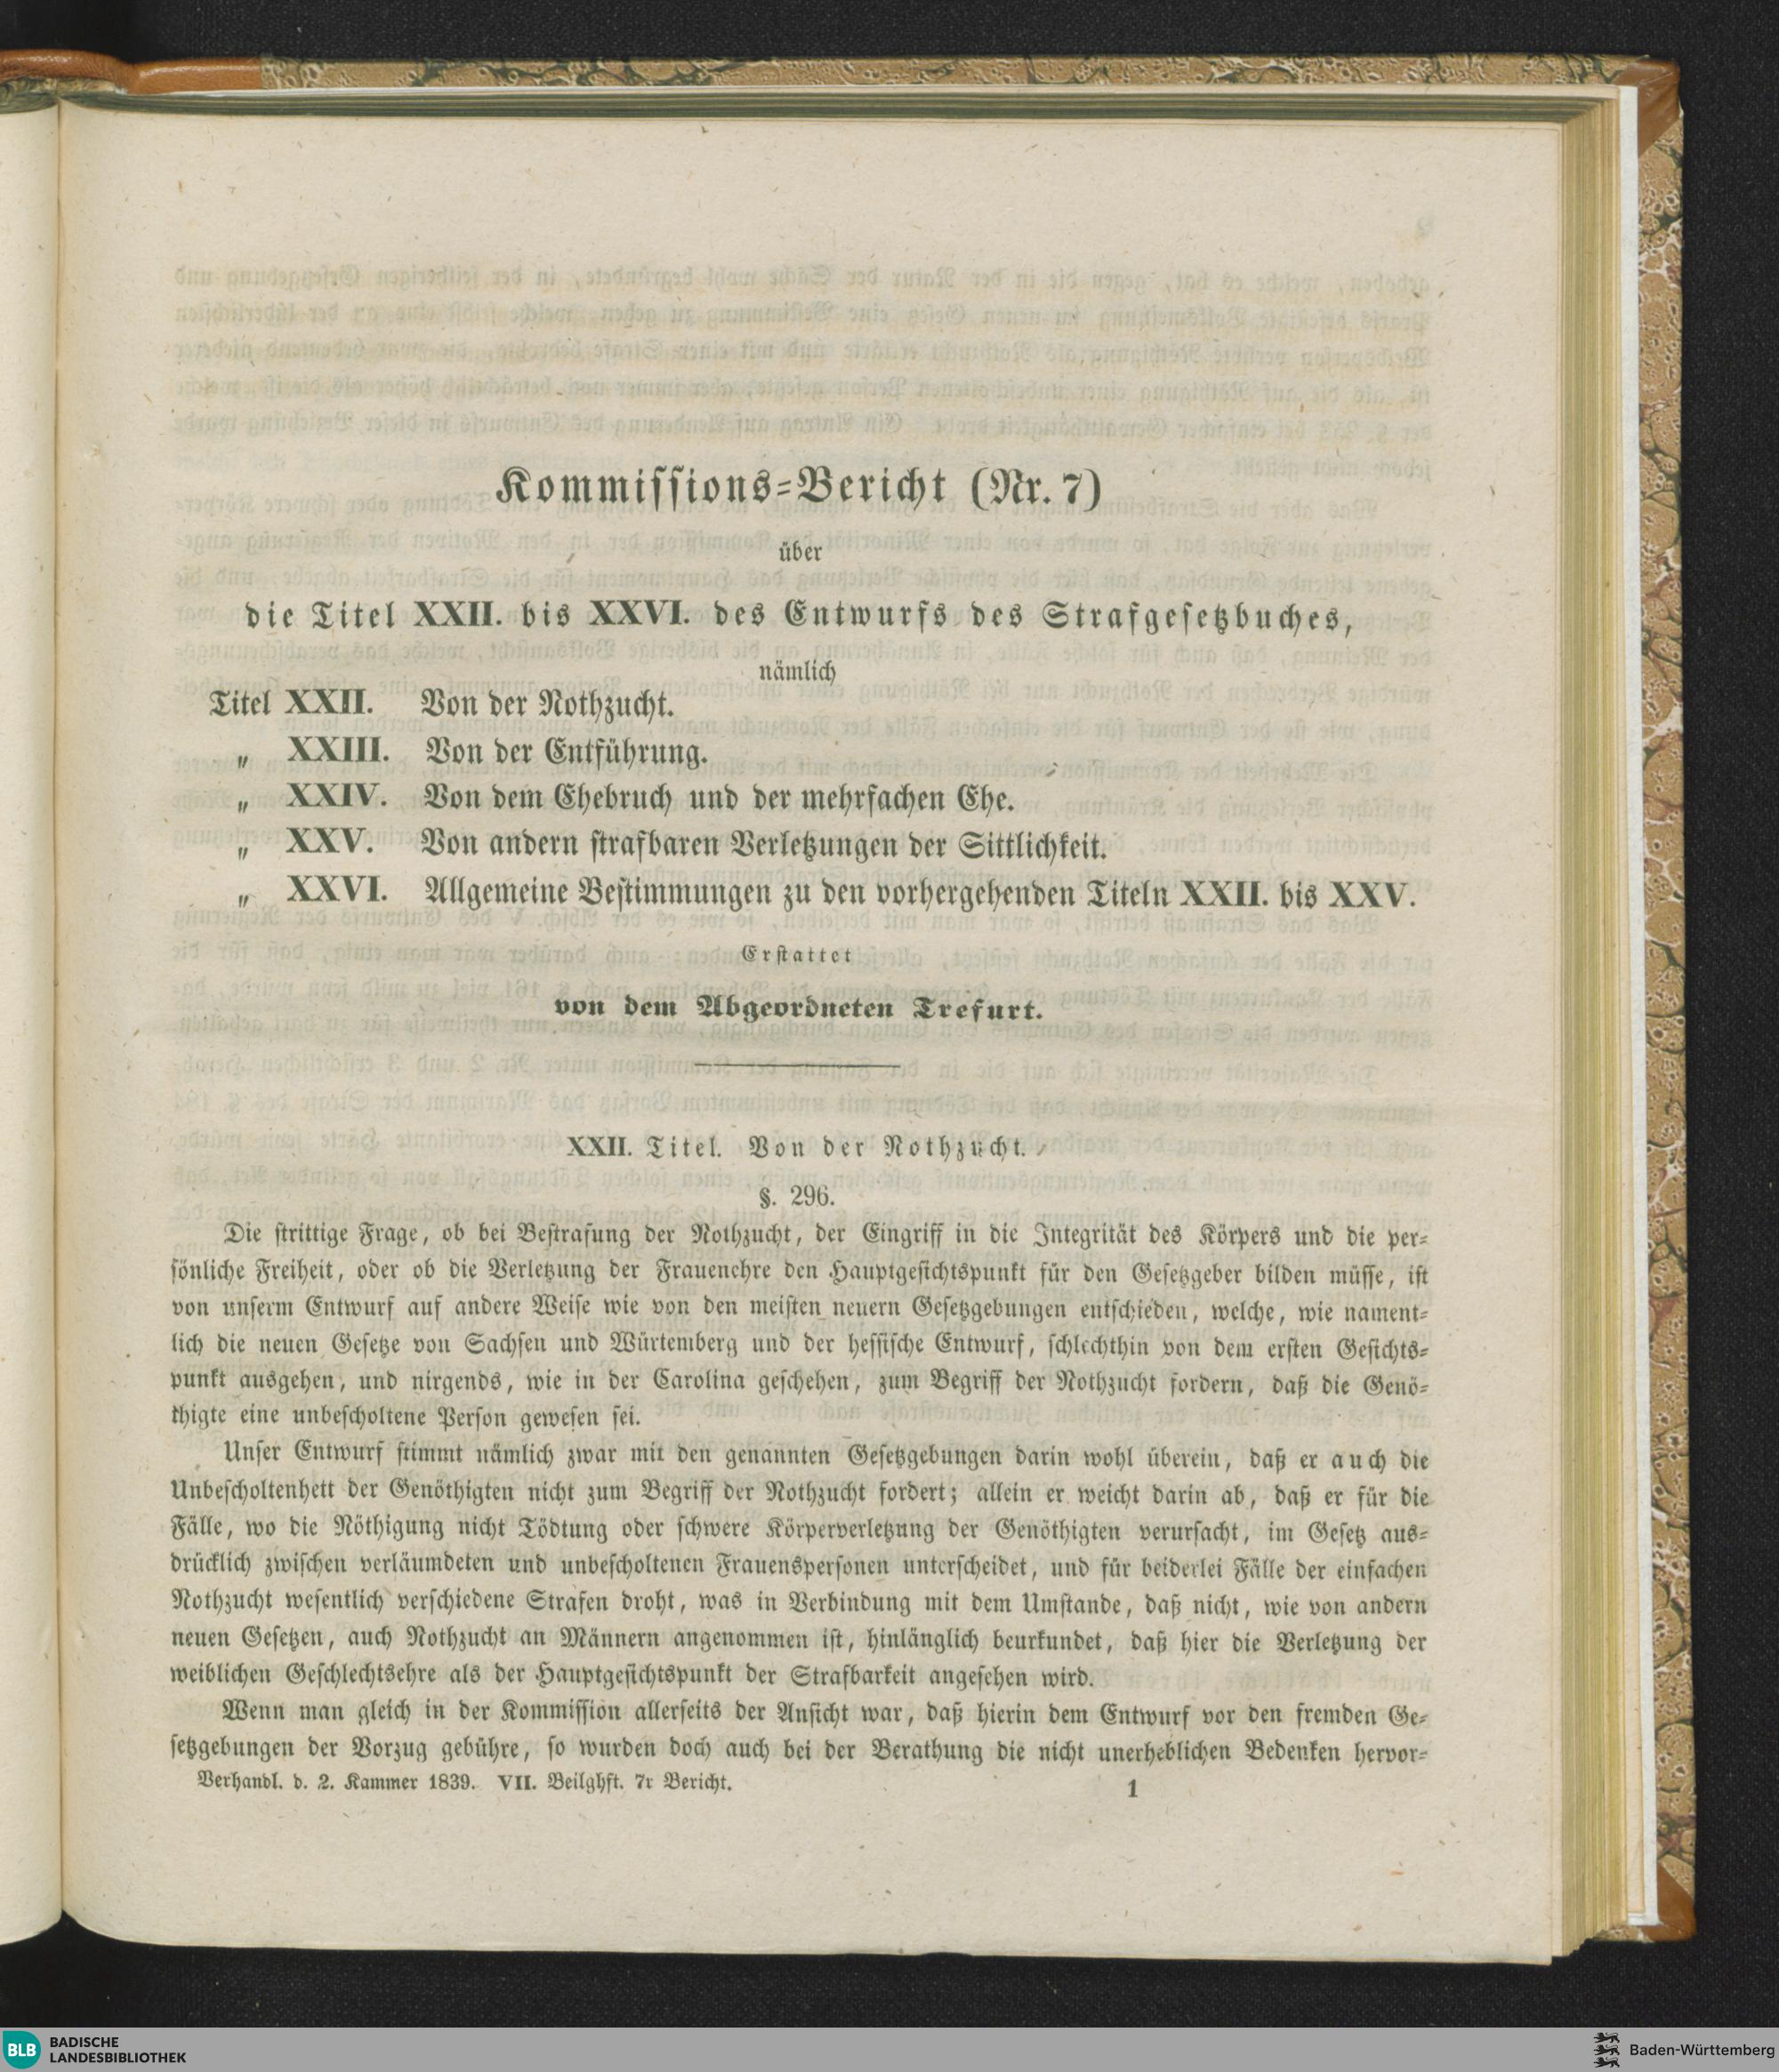 Kommissions-Bericht (Nr. 7)
über
die Titel XXII. bis XXVI. des Entwurfs des Strafgesetzbuches,
nämlich
Titel XXII. Von der Nothzucht.
„ XXIII. Von der Entführung.
„ XXIV. Von dem Ehebruch und der mehrfachen Ehe.
„ XXV. Von andern strafbaren Verletzungen der Sittlichkeit.
„ XXVI. Allgemeine Bestimmungen zu den vorhergehenden Titeln XXII. bis XXV.
Erstattet
von dem Abgeordneten Trefurt.
XXII. Titel. Von der Nothzucht.
§. 296.
Die strittige Frage, ob bei Bestrafung der Nothzucht, der Eingriff in die Integrität des Körpers und die per-
sönliche Freiheit, oder ob die Verletzung der Frauenehre den Hauptgesichtspunkt für den Gesetzgeber bilden müsse, ist
von unserm Entwurf auf andere Weise wie von den meisten neuern Gesetzgebungen entschieden, welche, wie nament-
lich die neuen Gesetze von Sachsen und Würtemberg und der hessische Entwurf, schlechthin von dem ersten Gesichts-
punkt ausgehen, und nirgends, wie in der Carolina geschehen, zum Begriff der Nothzucht fordern, daß die Genö-
thigte eine unbescholtene Person gewesen sei.
Unser Entwurf stimmt nämlich zwar mit den genannten Gesetzgebungen darin wohl überein, daß er auch die
Unbescholtenhett der Genöthigten nicht zum Begriff der Nothzucht fordert; allein er weicht darin ab, daß er für die
Fälle, wo die Nöthigung nicht Tödtung oder schwere Körperverletzung der Genöthigten verursacht, im Gesetz aus-
drücklich zwischen verläumdeten und unbescholtenen Frauenspersonen unterscheidet, und für beiderlei Fälle der einfachen
Nothzucht wesentlich verschiedene Strafen droht, was in Verbindung mit dem Umstande, daß nicht, wie von andern
neuen Gesetzen, auch Nothzucht an Männern angenommen ist, hinlänglich beurkundet, daß hier die Verletzung der
weiblichen Geschlechtsehre als der Hauptgesichtspunkt der Strafbarkeit angesehen wird.
Wenn man gleich in der Kommission allerseits der Ansicht war, daß hierin dem Entwurf vor den fremden Ge-
setzgebungen der Vorzug gebühre, so wurden doch auch bei der Berathung die nicht unerheblichen Bedenken hervor-
Verhandl. d. 2. Kammer 1839. VII. Beilghft. 7r Bericht. 1
BLB BADISCHE
LANDESBIBLIOTHEK
Baden-Württemberg